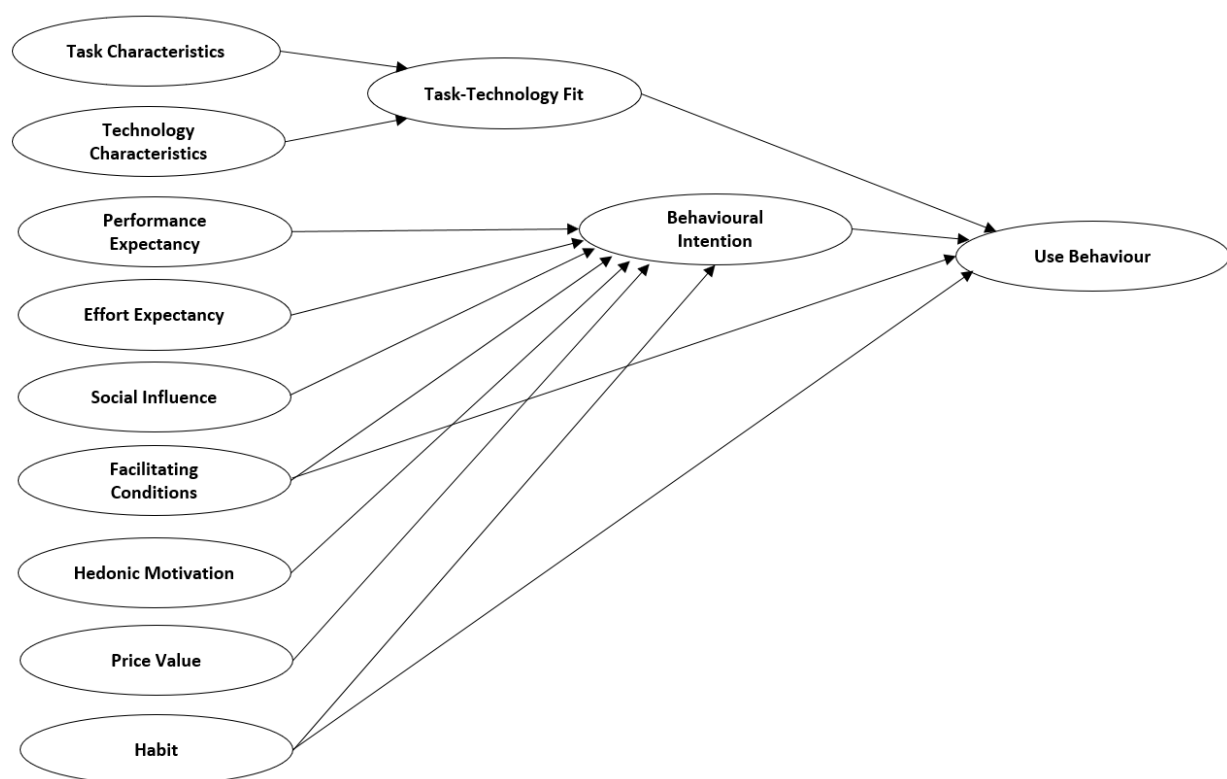 Task Characteristics
Task-Technology Fit
Technology
Characteristics
Performance
Expectancy
Behavioural
Intention
Use Behaviour
Effort Expectancy
Social Influence
Facilitating
Conditions
Hedonic Motivation
Price Value
Habit